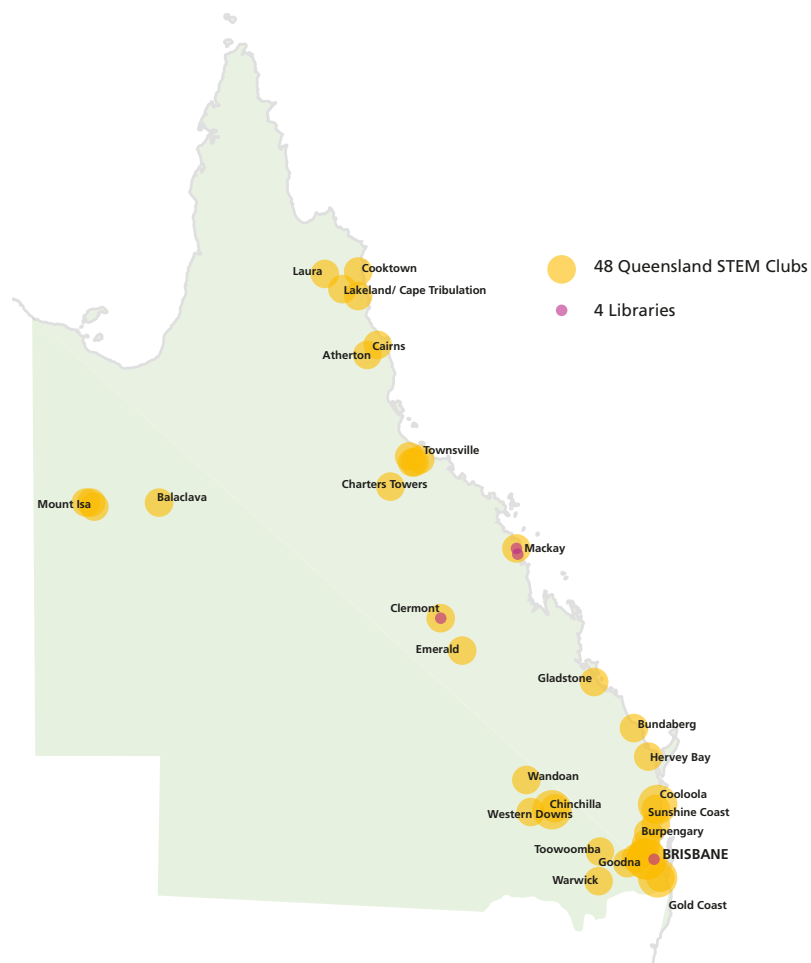 Laura
Cooktown
48 Queensland STEM Clubs
Lakeland/ Cape Tribulation
4 Libraries
Cairns
Atherton
Townsville
Charters Towers
Mount Isa
Balaclava
Mackay
Clermont
Emerald
Gladstone
Bundaberg
Hervey Bay
Wandoan
Cooloola
Chinchilla
Sunshine Coast
Western Downs
Burpengary
Toowoomba
BRISBANE
Goodna
Warwick
Gold Coast